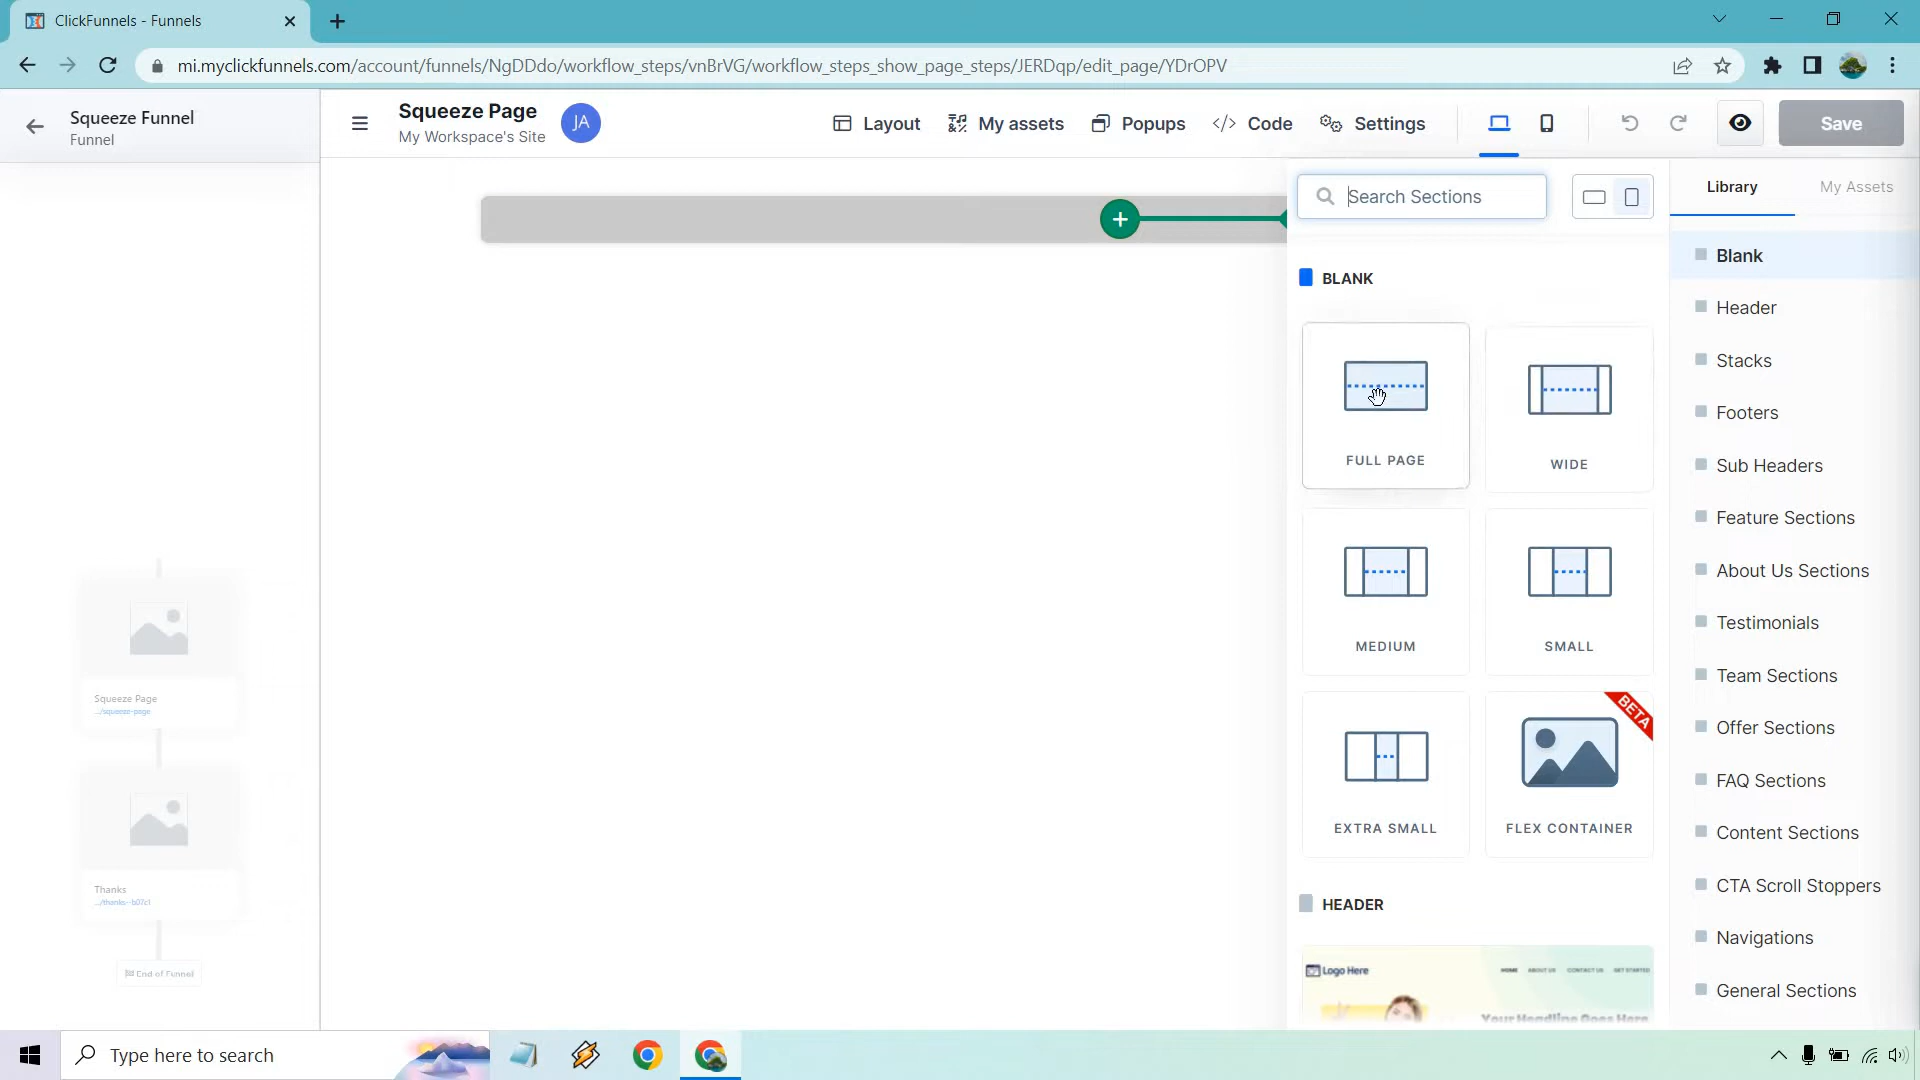 ClickFunnels - Funnels
mi.myclickfunnels.com/account/funnels/NgDDdo/workflow_steps/vnBrVG/workflow_steps_show_page_steps/JERDqp/edit_page/YDrOPV
Squeeze Funnel
Funnel
Squeeze Page
My Workspace's Site
JA
Layout
My assets
Popups
Code
Settings
Save
Search Sections
Library
My Assets
BLANK
FULL PAGE
WIDE
MEDIUM
SMALL
BETA
EXTRA SMALL
FLEX CONTAINER
HEADER
Logo Here
HOME ABOUT US CONTACT US GET STARTED
Your Headline Goes Here
Blank
Header
Stacks
Footers
Sub Headers
Feature Sections
About Us Sections
Testimonials
Team Sections
Offer Sections
FAQ Sections
Content Sections
CTA Scroll Stoppers
Navigations
General Sections
Squeeze Page
.../squeeze-page
Thanks
.../thanks--b07c1
End of Funnel
Type here to search